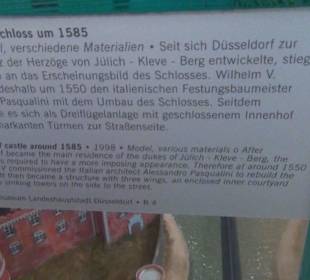 chloss um 1585
l, verschiedene Materialien • Seit sich Düsseldorf zur
z der Herzöge von Jülich - Kleve - Berg entwickelte, stieg
an das Erscheinungsbild des Schlosses. Wilhelm V.
deshalb um 1550 den italienischen Festungsbaumeister
Pasqualini mit dem Umbau des Schlosses. Seitdem
e es sich als Dreiflügelanlage mit geschlossenem Innenhof
markanten Türmen zur Straßenseite.
f castle around 1585 • 1998 • Model, various materials o After
f became the main residence of the dukes of Jülich - Kleve - Berg, the
s required to have a more imposing appearance. Therefore at around 1550
V commissioned the Italian architect Alessandro Pasqualini to rebuild the
then became a structure with three wings, an enclosed inner courtyard
striking towers on the side to the street.
museum Landeshauptstadt Düsseldorf •